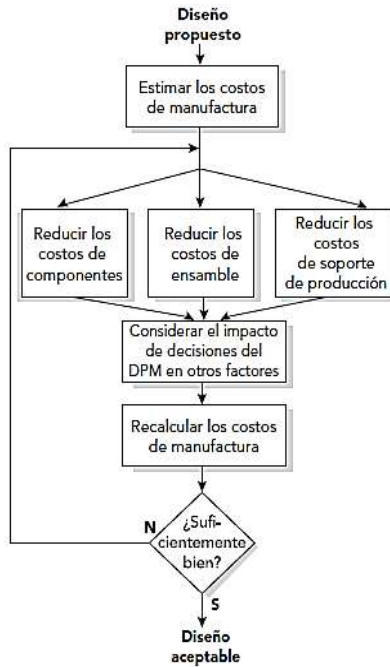 Diseño
propuesto
Estimar los costos
de manufactura
Reducir los
costos de
componentes
Reducir los
costos de
ensamble
Reducir los
costos
de soporte
de producción
Considerar el impacto
de decisiones del
DPM en otros factores
Recalcular los costos
de manufactura
¿Sufi-
cientemente
bien?
N
S
Diseño
aceptable